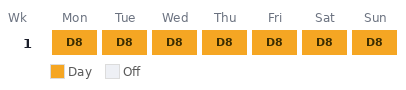 Wk Mon Tue Wed Thu Fri Sat Sun
1 D8 D8 D8 D8 D8 D8 D8
Day Off